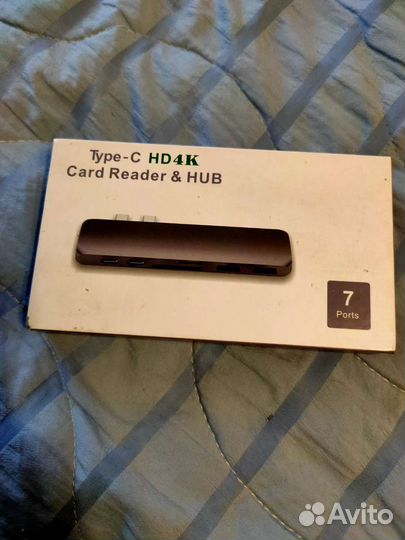 Type-C HD4K
Card Reader & HUB
7
Ports
Avito